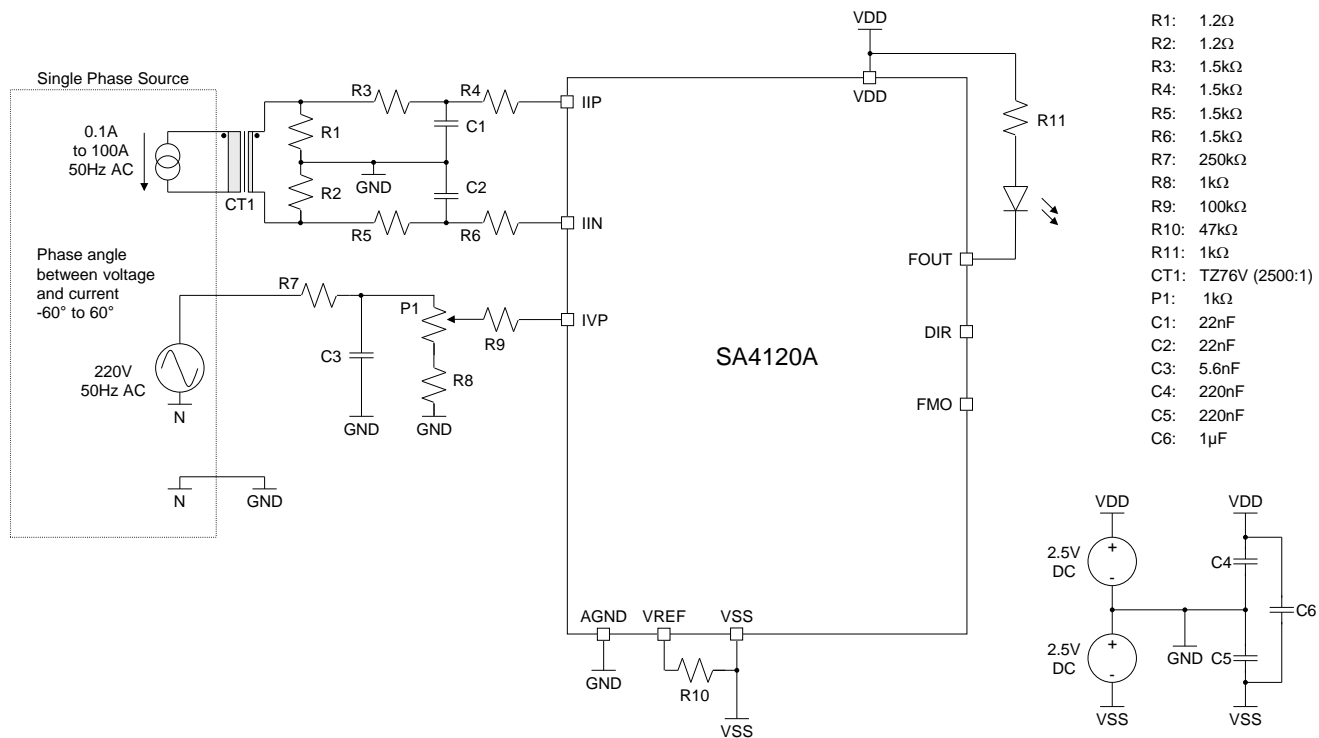 Single Phase Source
0.1A
to 100A
50Hz AC
CT1
R3
R4
R1
C1
GND
R2
C2
R5
R6
IIP
IIN
Phase angle
between voltage
and current
-60° to 60°
R7
P1
C3
R9
R8
IVP
220V
50Hz AC
N
GND
GND
N
GND
SA4120A
VDD
VDD
R11
FOUT
DIR
FMO
AGND
VREF
VSS
GND
R10
VSS
R1: 1.2Ω
R2: 1.2Ω
R3: 1.5kΩ
R4: 1.5kΩ
R5: 1.5kΩ
R6: 1.5kΩ
R7: 250kΩ
R8: 1kΩ
R9: 100kΩ
R10: 47kΩ
R11: 1kΩ
CT1: TZ76V (2500:1)
P1: 1kΩ
C1: 22nF
C2: 22nF
C3: 5.6nF
C4: 220nF
C5: 220nF
C6: 1µF
VDD
VDD
2.5V
DC
+
-
C4
C6
2.5V
DC
+
-
GND
C5
VSS
VSS